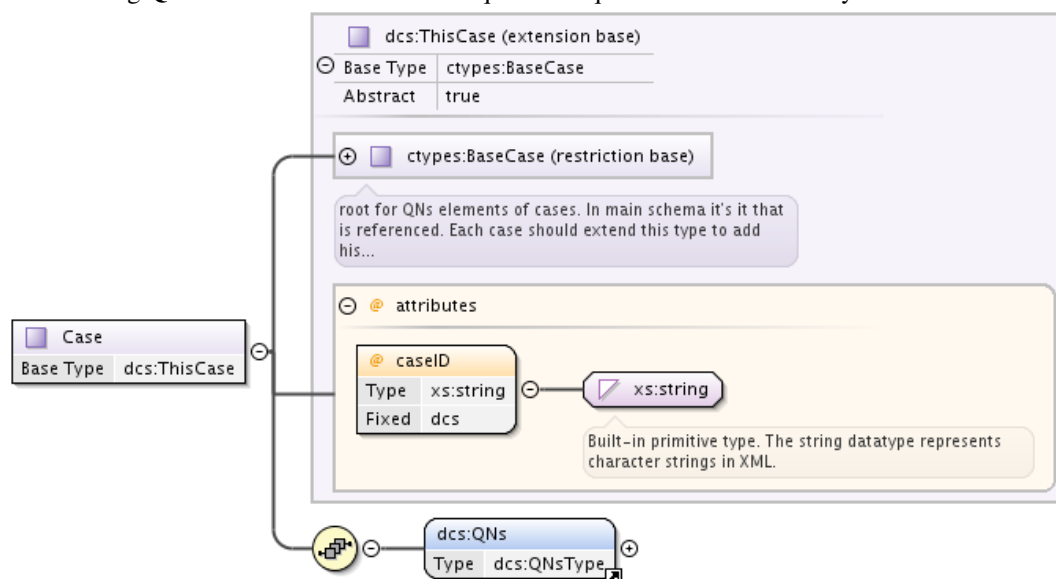 dcs:ThisCase (extension base)
Base Type ctypes:BaseCase
Abstract true
ctypes:BaseCase (restriction base)
root for QNs elements of cases. In main schema it's it that
is referenced. Each case should extend this type to add
his...
@ attributes
Case
Base Type dcs:ThisCase
@ caseID
Type xs:string
Fixed dcs
xs:string
Built-in primitive type. The string datatype represents
character strings in XML.
dcs:QNs
Type dcs:QNsType